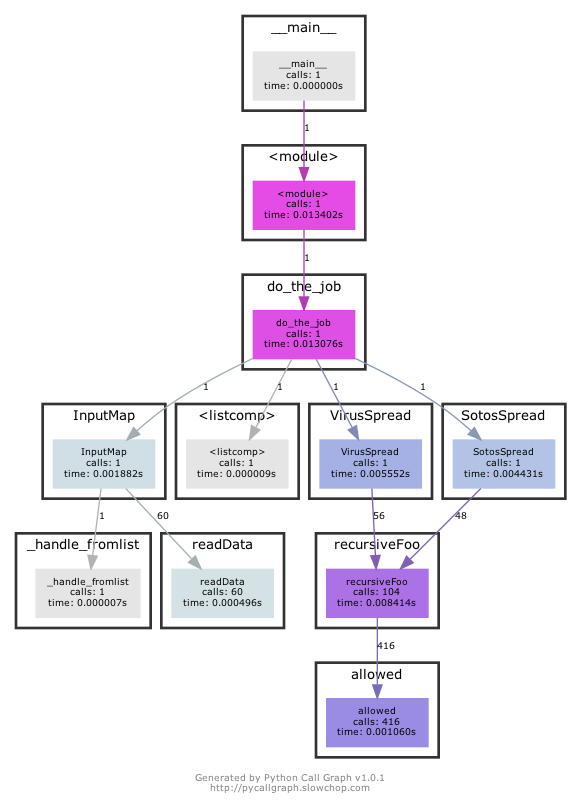 __main__
__main__
calls: 1
time: 0.000000s
1
<module>
<module>
calls: 1
time: 0.013402s
1
do_the_job
do_the_job
calls: 1
time: 0.013076s
1
1
1
1
InputMap
InputMap
calls: 1
time: 0.001882s
<listcomp>
<listcomp>
calls: 1
time: 0.000009s
VirusSpread
VirusSpread
calls: 1
time: 0.005552s
SotosSpread
SotosSpread
calls: 1
time: 0.004431s
1
60
56
48
_handle_fromlist
_handle_fromlist
calls: 1
time: 0.000007s
readData
readData
calls: 60
time: 0.000496s
recursiveFoo
recursiveFoo
calls: 104
time: 0.008414s
416
allowed
allowed
calls: 416
time: 0.001060s
Generated by Python Call Graph v1.0.1
http://pycallgraph.slowchop.com